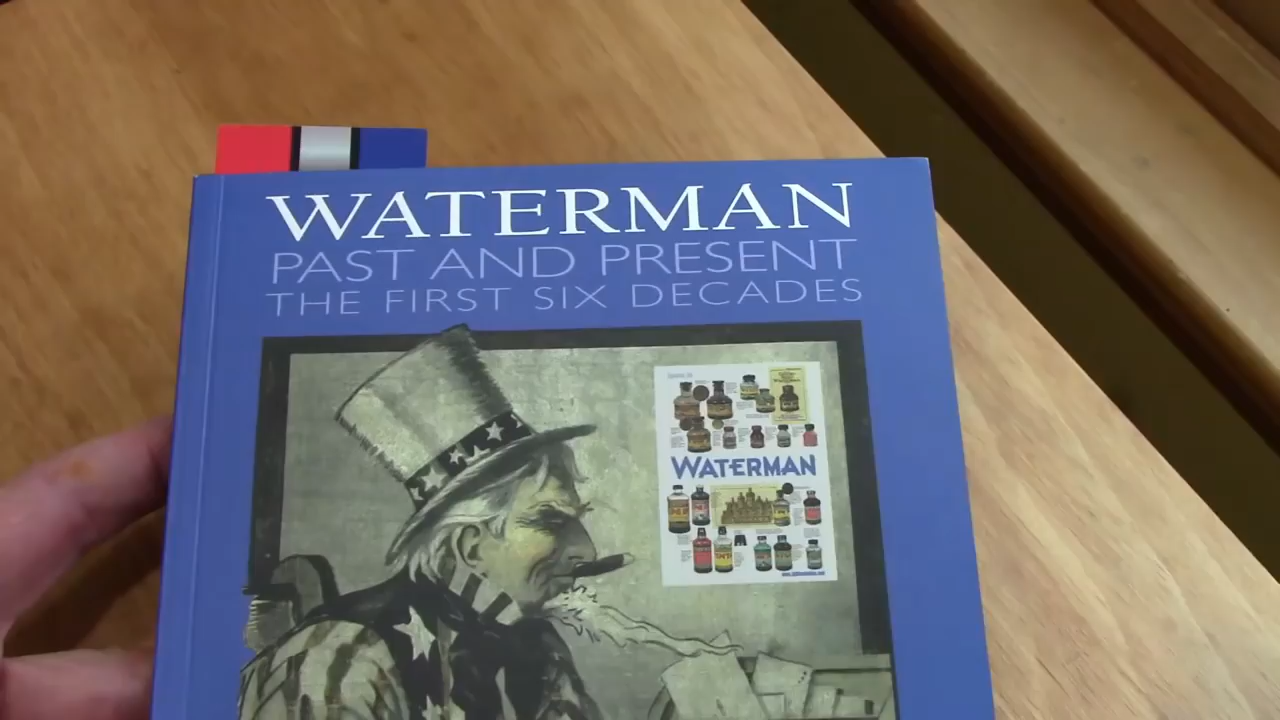 WATERMAN
PAST AND PRESENT
THE FIRST SIX DECADES
WATERMAN